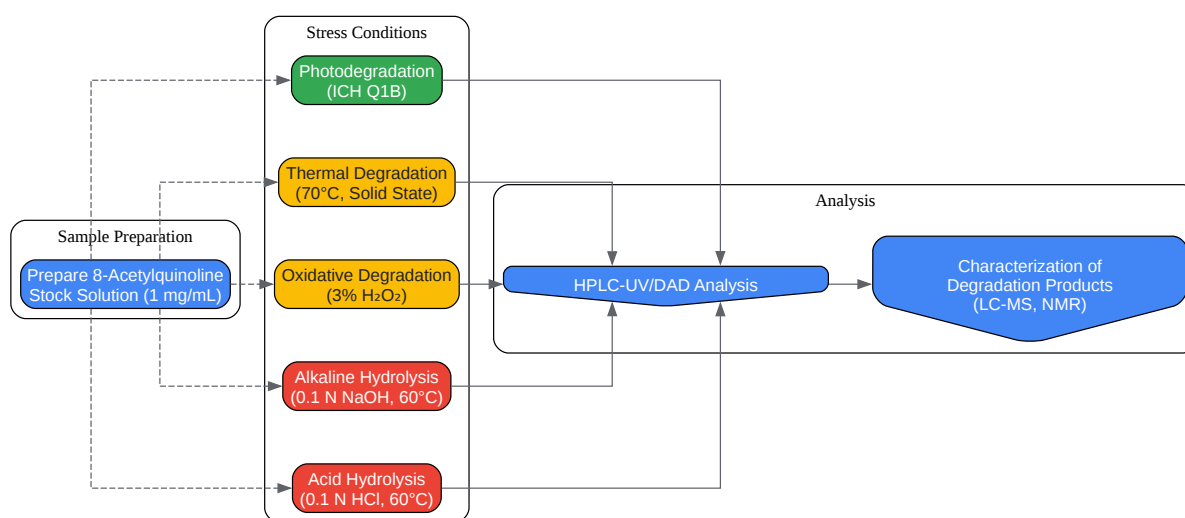 Stress Conditions
Photodegradation
(ICH Q1B)
Thermal Degradation
(70°C, Solid State)
Analysis
Sample Preparation
Prepare 8-Acetylquinoline
Stock Solution (1 mg/mL)
Oxidative Degradation
(3% H₂O₂)
HPLC-UV/DAD Analysis
Characterization of
Degradation Products
(LC-MS, NMR)
Alkaline Hydrolysis
(0.1 N NaOH, 60°C)
Acid Hydrolysis
(0.1 N HCl, 60°C)